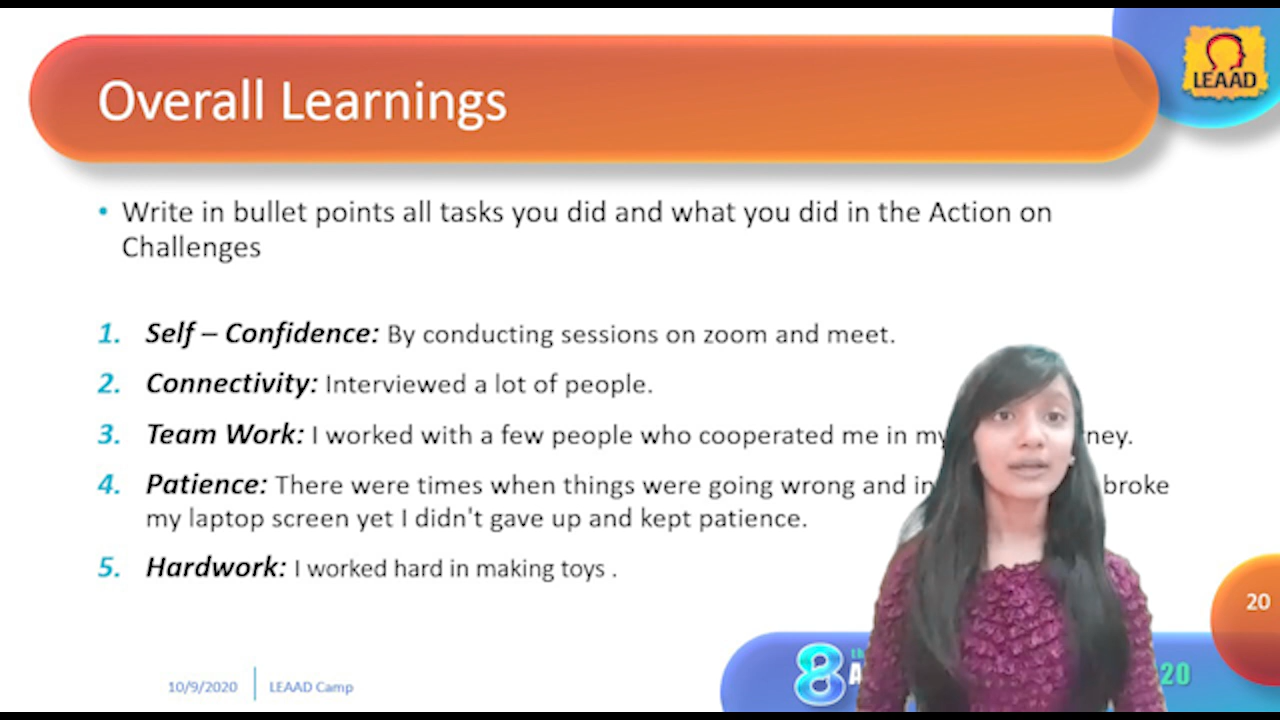 Overall Learnings
LEAAD
• Write in bullet points all tasks you did and what you did in the Action on
Challenges
1. Self – Confidence: By conducting sessions on zoom and meet.
2. Connectivity: Interviewed a lot of people.
3. Team Work: I worked with a few people who cooperated me in my
4. Patience: There were times when things were going wrong and in broke
my laptop screen yet I didn't gave up and kept patience.
5. Hardwork: I worked hard in making toys .
20
10/9/2020 LEAAD Camp
8th 20